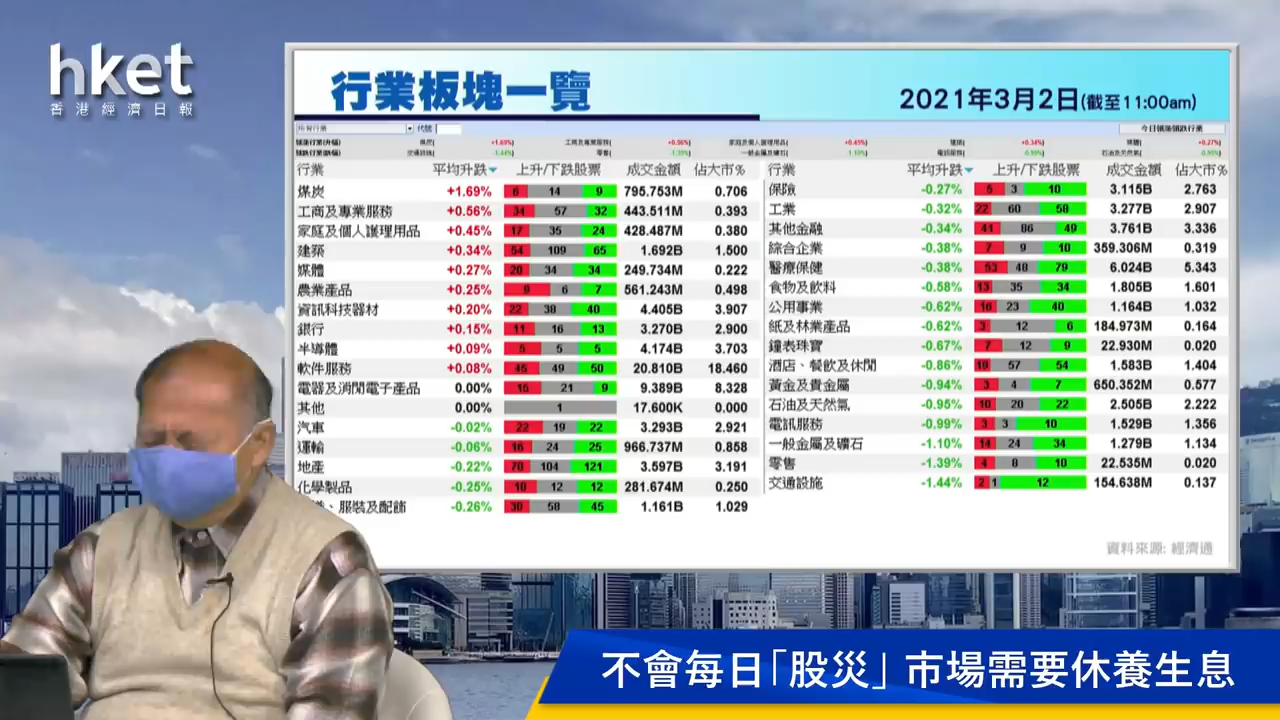 hket
香港經濟日報
行業板塊一覽
2021年3月2日(截至11:00am)
所有行業 代號 今日領漲領跌行業
行業 平均升跌 上升/下跌股票 成交金額 佔大市%
煤炭 +1.69% 6 14 9 795.753M 0.706
工商及專業服務 +0.56% 34 57 32 443.511M 0.393
家庭及個人護理用品 +0.45% 17 35 24 428.487M 0.380
建築 +0.34% 54 109 65 1.692B 1.500
媒體 +0.27% 20 34 34 249.734M 0.222
農業產品 +0.25% 9 6 7 561.243M 0.498
資訊科技器材 +0.20% 22 38 40 4.405B 3.907
銀行 +0.15% 11 16 13 3.270B 2.900
半導體 +0.09% 5 5 5 4.174B 3.703
軟件服務 +0.08% 45 49 50 20.810B 18.460
電器及消閒電子產品 0.00% 15 21 9 9.389B 8.328
其他 0.00% 1 17.600K 0.000
汽車 -0.02% 22 19 22 3.293B 2.921
運輸 -0.06% 16 24 25 966.737M 0.858
地產 -0.22% 70 104 121 3.597B 3.191
化學製品 -0.25% 10 12 12 281.674M 0.250
、服裝及配飾 -0.26% 30 58 45 1.161B 1.029
行業 平均升跌 上升/下跌股票 成交金額 佔大市%
保險 -0.27% 5 3 10 3.115B 2.763
工業 -0.32% 22 60 58 3.277B 2.907
其他金融 -0.34% 41 86 49 3.761B 3.336
綜合企業 -0.38% 7 9 10 359.306M 0.319
醫療保健 -0.38% 53 48 79 6.024B 5.343
食物及飲料 -0.58% 13 35 34 1.805B 1.601
公用事業 -0.62% 16 23 40 1.164B 1.032
紙及林業產品 -0.62% 3 12 6 184.973M 0.164
鐘表珠寶 -0.67% 7 12 9 22.930M 0.020
酒店、餐飲及休閒 -0.86% 19 57 54 1.583B 1.404
黃金及貴金屬 -0.94% 3 4 7 650.352M 0.577
石油及天然氣 -0.95% 10 20 22 2.505B 2.222
電訊服務 -0.99% 3 3 10 1.529B 1.356
一般金屬及礦石 -1.10% 14 24 34 1.279B 1.134
零售 -1.39% 4 8 10 22.535M 0.020
交通設施 -1.44% 2 1 12 154.638M 0.137
資料來源: 經濟通
不會每日「股災」市場需要休養生息